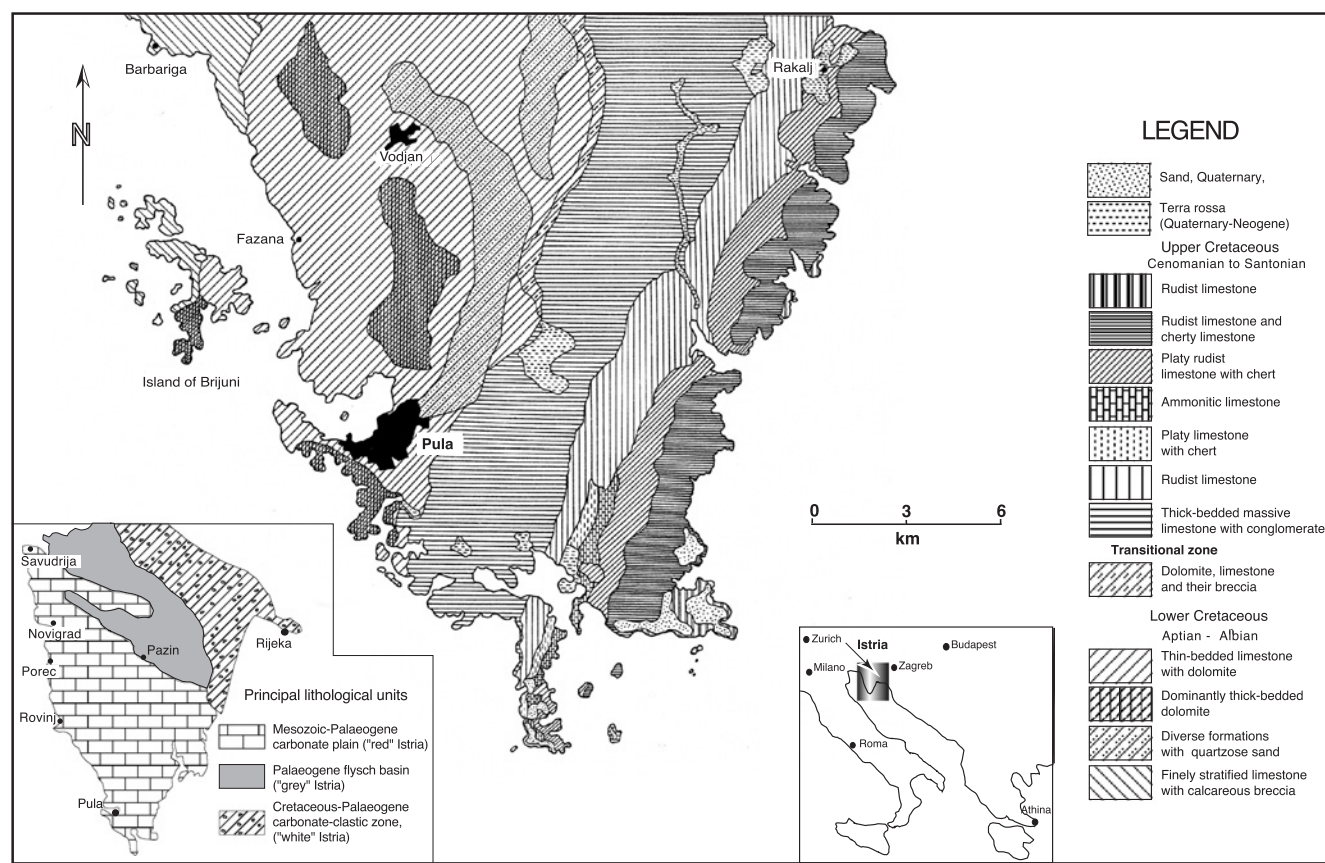 Barbariga
N
Vodjan
Fazana
Island of Brijuni
Pula
Rakalj
0 3 6
km
LEGEND
Sand, Quaternary,
Terra rossa
(Quaternary-Neogene)
Upper Cretaceous
Cenomanian to Santonian
Rudist limestone
Rudist limestone and
cherty limestone
Platy rudist
limestone with chert
Ammonitic limestone
Platy limestone
with chert
Rudist limestone
Thick-bedded massive
limestone with conglomerate
Transitional zone
Dolomite, limestone
and their breccia
Lower Cretaceous
Aptian - Albian
Thin-bedded limestone
with dolomite
Dominantly thick-bedded
dolomite
Diverse formations
with quartzose sand
Finely stratified limestone
with calcareous breccia
Savudrija
Novigrad
Porec
Rovinj
Pazin
Rijeka
Pula
Principal lithological units
Mesozoic-Palaeogene
carbonate plain ("red" Istria)
Palaeogene flysch basin
("grey" Istria)
Cretaceous-Palaeogene
carbonate-clastic zone,
("white" Istria)
Zurich
Istria
Budapest
Milano
Zagreb
Roma
Athina